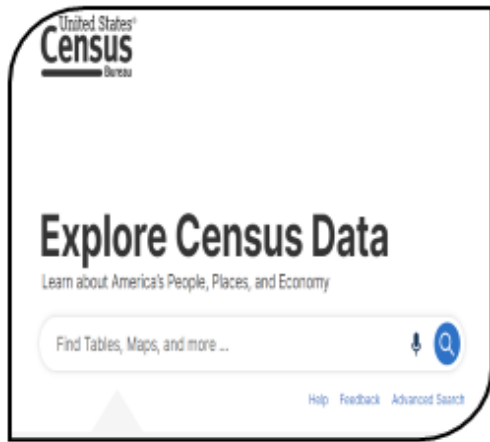 United States®
Census
Bureau
Explore Census Data
Learn about America's People, Places, and Economy
Find Tables, Maps, and more ...
Help Feedback Advanced Search